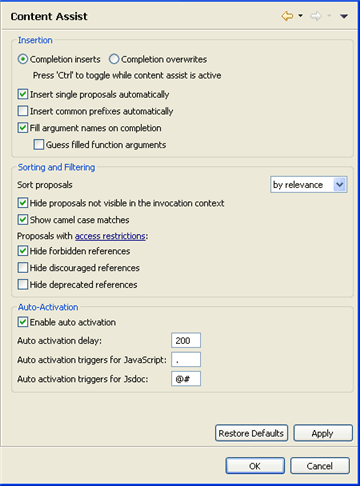 Content Assist
Insertion
Completion inserts Completion overwrites
Press 'Ctrl' to toggle while content assist is active
Insert single proposals automatically
Insert common prefixes automatically
Fill argument names on completion
Guess filled function arguments
Sorting and Filtering
Sort proposals by relevance
Hide proposals not visible in the invocation context
Show camel case matches
Proposals with access restrictions:
Hide forbidden references
Hide discouraged references
Hide deprecated references
Auto-Activation
Enable auto activation
Auto activation delay: 200
Auto activation triggers for JavaScript: .
Auto activation triggers for Jsdoc: @#
Restore Defaults Apply
OK Cancel